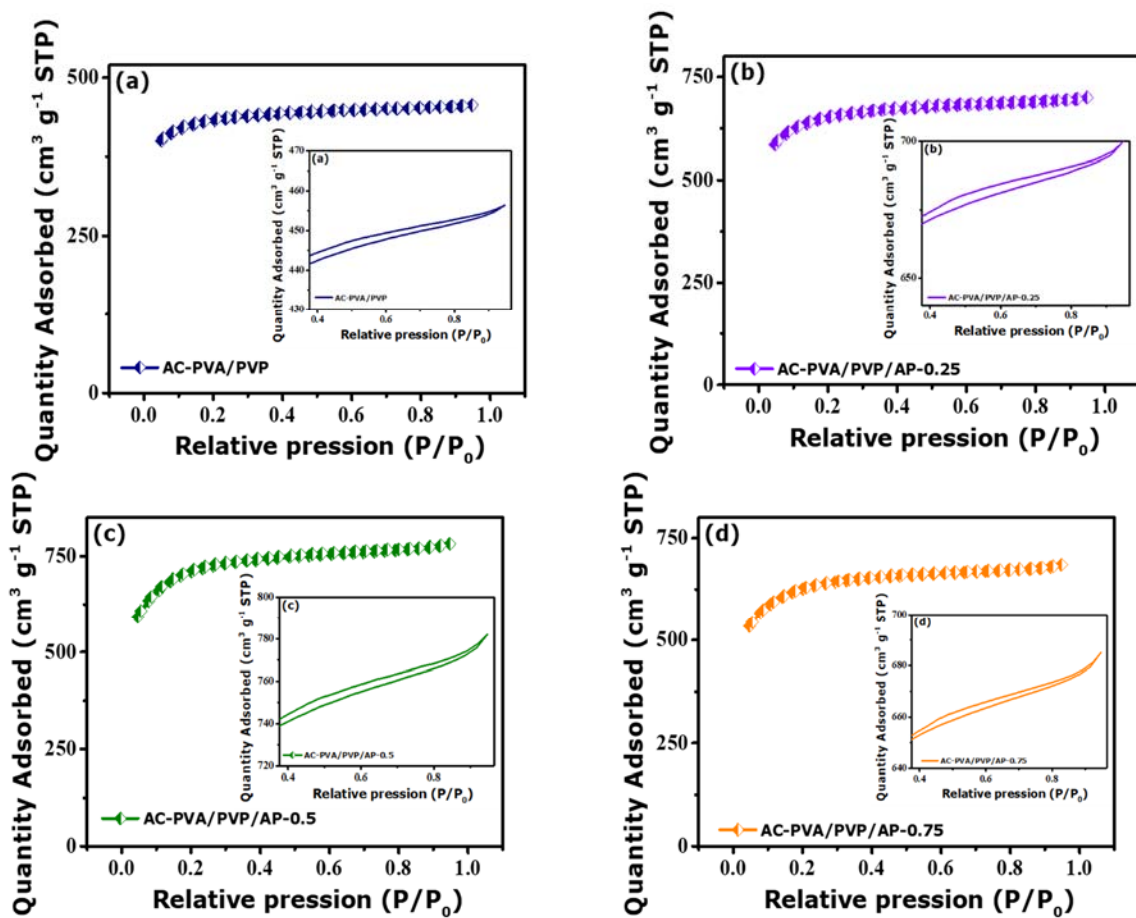 (a)
Quantity Adsorbed (cm³ g⁻¹ STP)
500
250
0
0.0 0.2 0.4 0.6 0.8 1.0
Relative pression (P/P₀)
AC-PVA/PVP
(a)
Quantity Adsorbed (cm³ g⁻¹ STP)
470
460
450
440
430
0.4 0.6 0.8
Relative pression (P/P₀)
AC-PVA/PVP
(b)
Quantity Adsorbed (cm³ g⁻¹ STP)
750
500
250
0
0.0 0.2 0.4 0.6 0.8 1.0
Relative pression (P/P₀)
AC-PVA/PVP/AP-0.25
(b)
Quantity Adsorbed (cm³ g⁻¹ STP)
700
650
0.4 0.6 0.8
Relative pression (P/P₀)
AC-PVA/PVP/AP-0.25
(c)
Quantity Adsorbed (cm³ g⁻¹ STP)
750
500
250
0
0.0 0.2 0.4 0.6 0.8 1.0
Relative pression (P/P₀)
AC-PVA/PVP/AP-0.5
(c)
Quantity Adsorbed (cm³ g⁻¹ STP)
800
780
760
740
720
0.4 0.6 0.8
Relative pression (P/P₀)
AC-PVA/PVP/AP-0.5
(d)
Quantity Adsorbed (cm³ g⁻¹ STP)
750
500
250
0
0.0 0.2 0.4 0.6 0.8 1.0
Relative pression (P/P₀)
AC-PVA/PVP/AP-0.75
(d)
Quantity Adsorbed (cm³ g⁻¹ STP)
700
680
660
640
0.4 0.6 0.8
Relative pression (P/P₀)
AC-PVA/PVP/AP-0.75